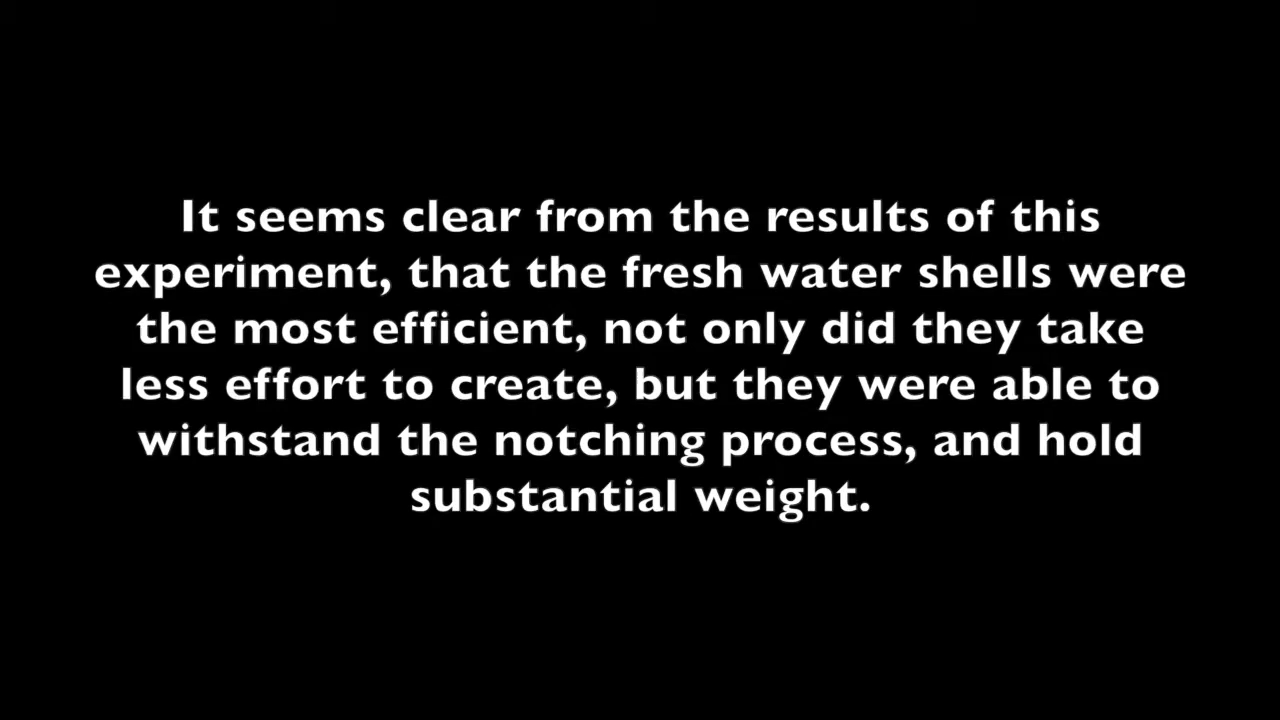 It seems clear from the results of this
experiment, that the fresh water shells were
the most efficient, not only did they take
less effort to create, but they were able to
withstand the notching process, and hold
substantial weight.